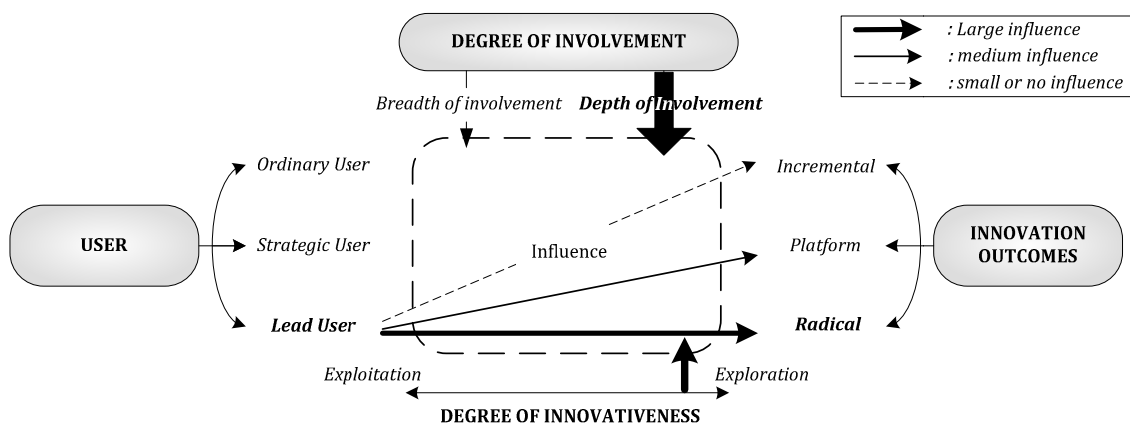 DEGREE OF INVOLVEMENT
: Large influence
: medium influence
: small or no influence
Breadth of involvement
Depth of Involvement
Ordinary User
Incremental
USER
Strategic User
Influence
Platform
INNOVATION
OUTCOMES
Lead User
Radical
Exploitation
Exploration
DEGREE OF INNOVATIVENESS